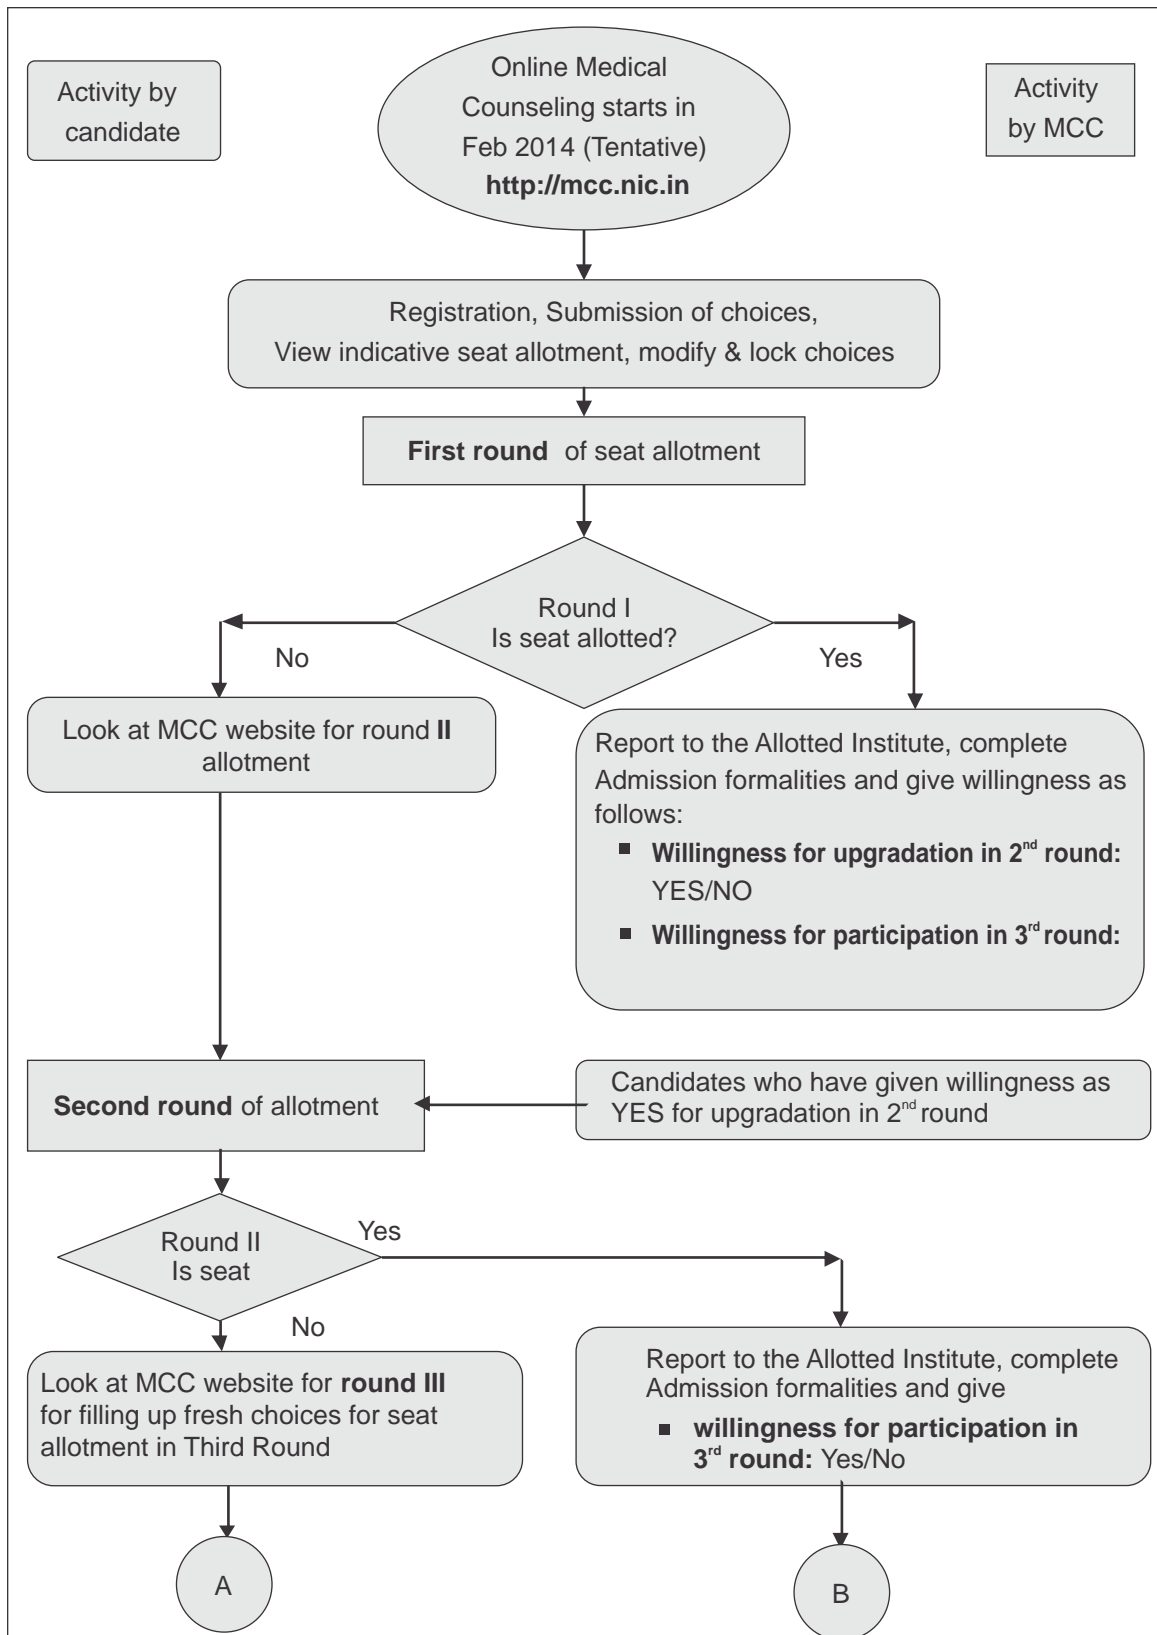 Activity by
candidate
Online Medical
Counseling starts in
Feb 2014 (Tentative)
http://mcc.nic.in
Activity
by MCC
Registration, Submission of choices,
View indicative seat allotment, modify & lock choices
First round of seat allotment
Round I
Is seat allotted?
No
Yes
Look at MCC website for round II
allotment
Report to the Allotted Institute, complete
Admission formalities and give willingness as
follows:
Willingness for upgradation in 2nd round:
YES/NO
Willingness for participation in 3rd round:
Second round of allotment
Candidates who have given willingness as
YES for upgradation in 2nd round
Round II
Is seat
Yes
No
Look at MCC website for round III
for filling up fresh choices for seat
allotment in Third Round
Report to the Allotted Institute, complete
Admission formalities and give
willingness for participation in
3rd round: Yes/No
A
B